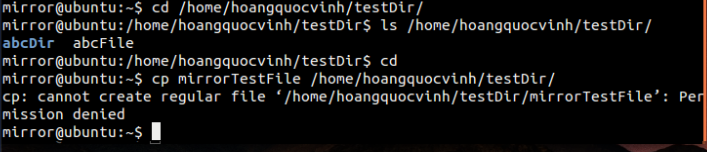 mirror@ubuntu:~$ cd /home/hoangquocvinh/testDir/
mirror@ubuntu:/home/hoangquocvinh/testDir$ ls /home/hoangquocvinh/testDir/
abcDir  abcFile
mirror@ubuntu:/home/hoangquocvinh/testDir$ cd
mirror@ubuntu:~$ cp mirrorTestFile /home/hoangquocvinh/testDir/
cp: cannot create regular file ‘/home/hoangquocvinh/testDir/mirrorTestFile’: Per
mission denied
mirror@ubuntu:~$